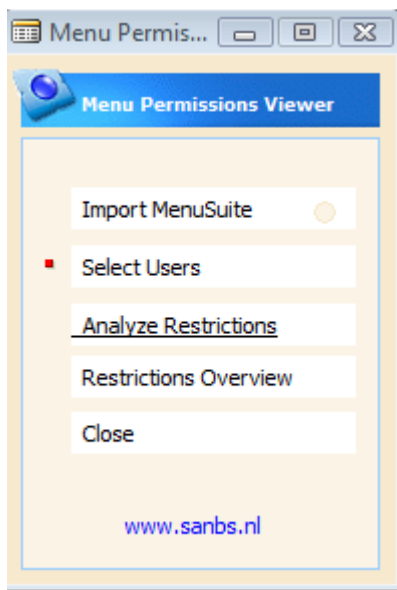 Menu Permis...
Menu Permissions Viewer
Import MenuSuite
Select Users
Analyze Restrictions
Restrictions Overview
Close
www.sanbs.nl